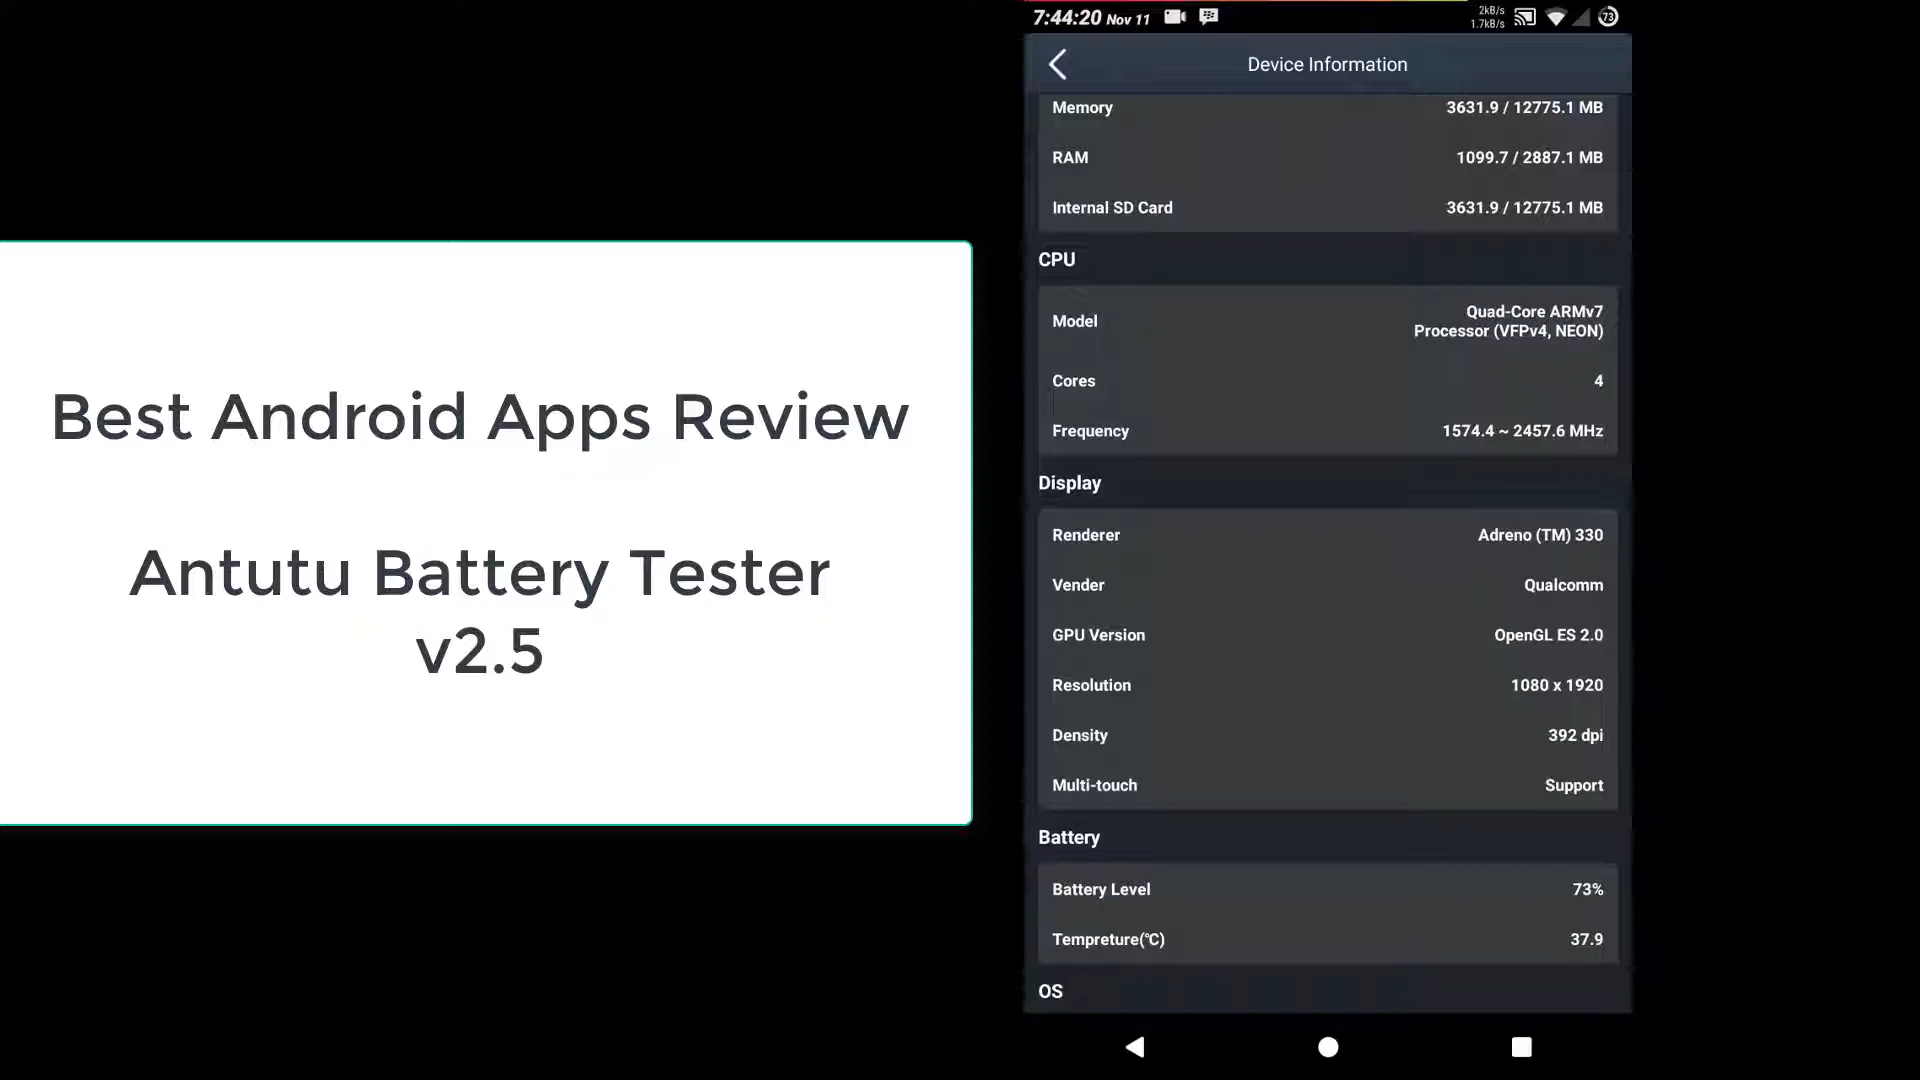 Best Android Apps Review
Antutu Battery Tester
v2.5
7:44:20 Nov 11
2kB/s
1.7kB/s
73
Device Information
Memory 3631.9 / 12775.1 MB
RAM 1099.7 / 2887.1 MB
Internal SD Card 3631.9 / 12775.1 MB
CPU
Model Quad-Core ARMv7
Processor (VFPv4, NEON)
Cores 4
Frequency 1574.4 ~ 2457.6 MHz
Display
Renderer Adreno (TM) 330
Vender Qualcomm
GPU Version OpenGL ES 2.0
Resolution 1080 x 1920
Density 392 dpi
Multi-touch Support
Battery
Battery Level 73%
Tempreture(℃) 37.9
OS